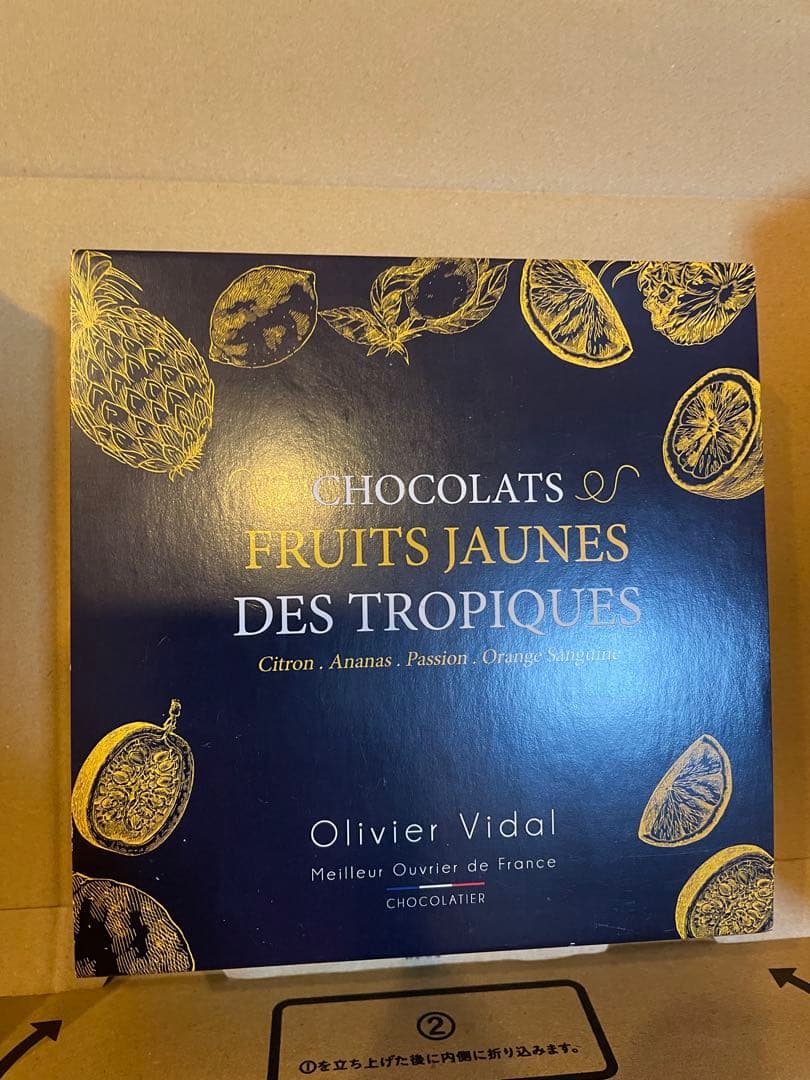 CHOCOLATS
FRUITS JAUNES
DES TROPIQUES
Citron . Ananas . Passion . Orange Sanguine
Olivier Vidal
Meilleur Ouvrier de France
CHOCOLATIER
②
①を立ち上げた後に内側に折り込みます。